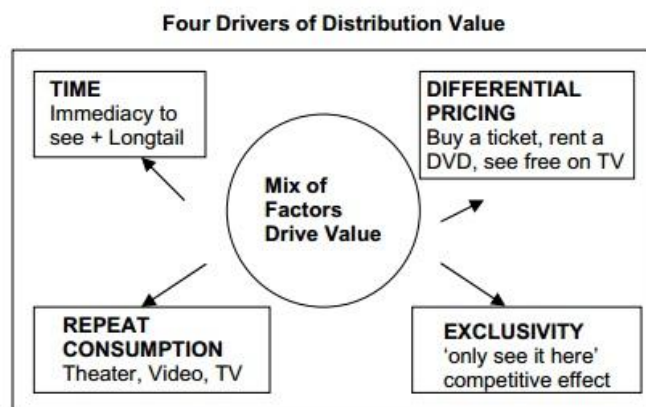 Four Drivers of Distribution Value
TIME
Immediacy to
see + Longtail
DIFFERENTIAL
PRICING
Buy a ticket, rent a
DVD, see free on TV
Mix of
Factors
Drive Value
REPEAT
CONSUMPTION
Theater, Video, TV
EXCLUSIVITY
‘only see it here’
competitive effect